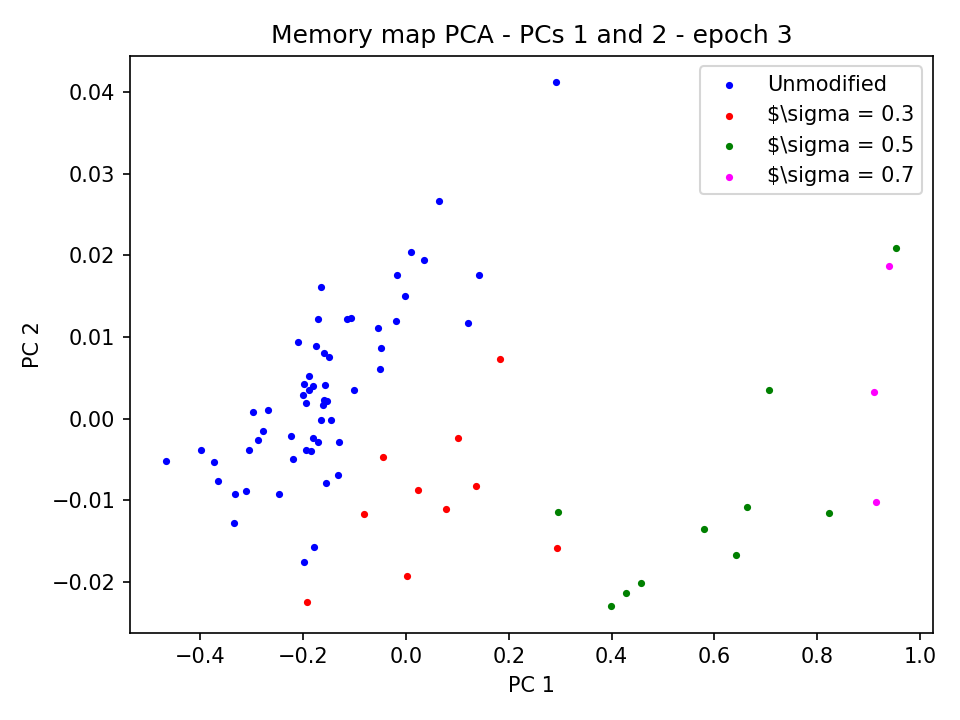 Memory map PCA - PCs 1 and 2 - epoch 3
Unmodified
$\sigma = 0.3
$\sigma = 0.5
$\sigma = 0.7
PC 2
0.04
0.03
0.02
0.01
0.00
−0.01
−0.02
−0.4 −0.2 0.0 0.2 0.4 0.6 0.8 1.0
PC 1